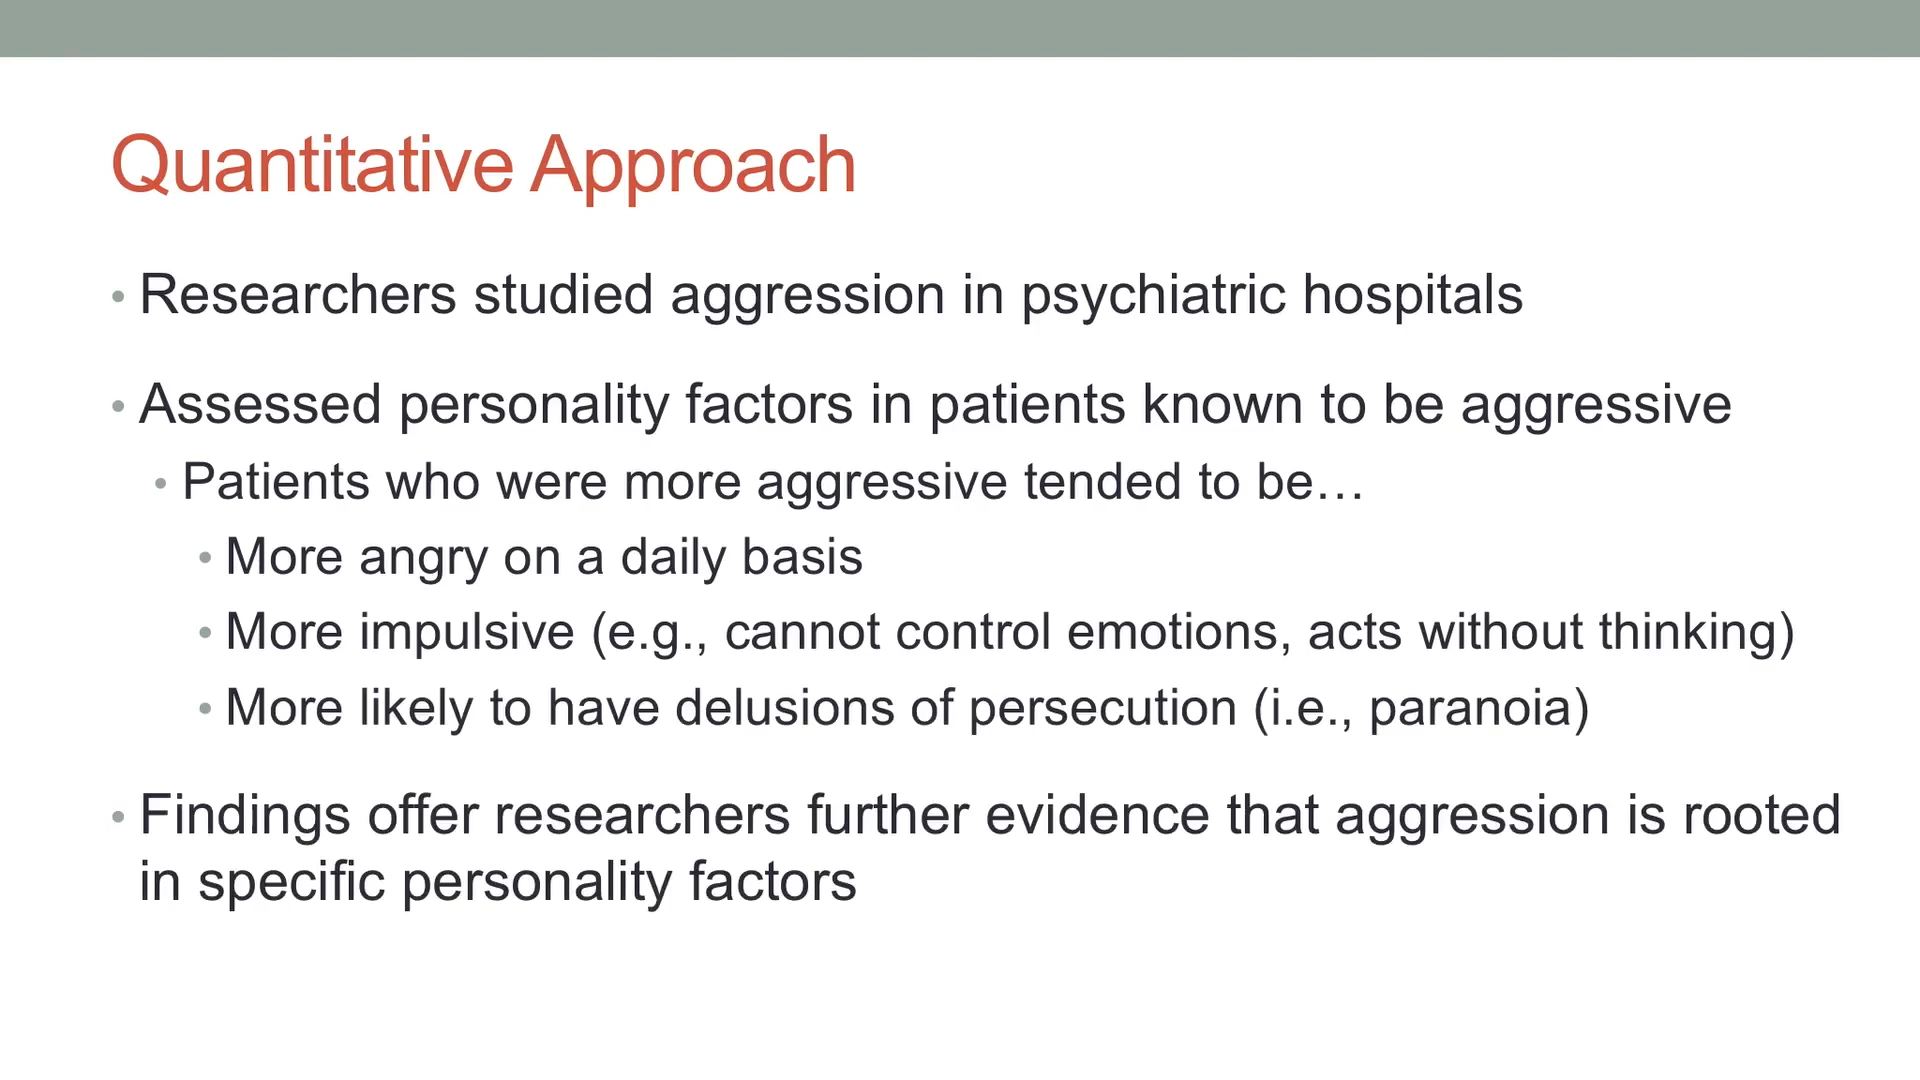 Quantitative Approach
• Researchers studied aggression in psychiatric hospitals
• Assessed personality factors in patients known to be aggressive
• Patients who were more aggressive tended to be…
• More angry on a daily basis
• More impulsive (e.g., cannot control emotions, acts without thinking)
• More likely to have delusions of persecution (i.e., paranoia)
• Findings offer researchers further evidence that aggression is rooted
in specific personality factors